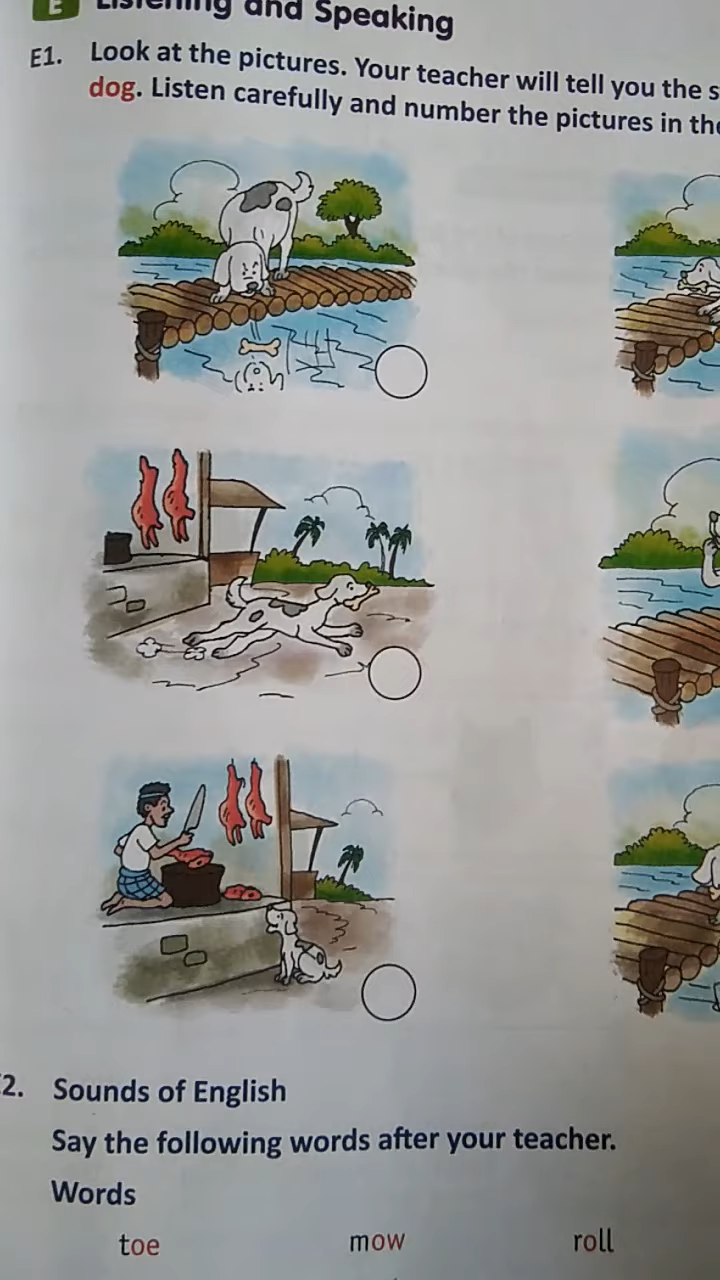 E Listening and Speaking
E1. Look at the pictures. Your teacher will tell you the
dog. Listen carefully and number the pictures in
2. Sounds of English
Say the following words after your teacher.
Words
toe mow roll